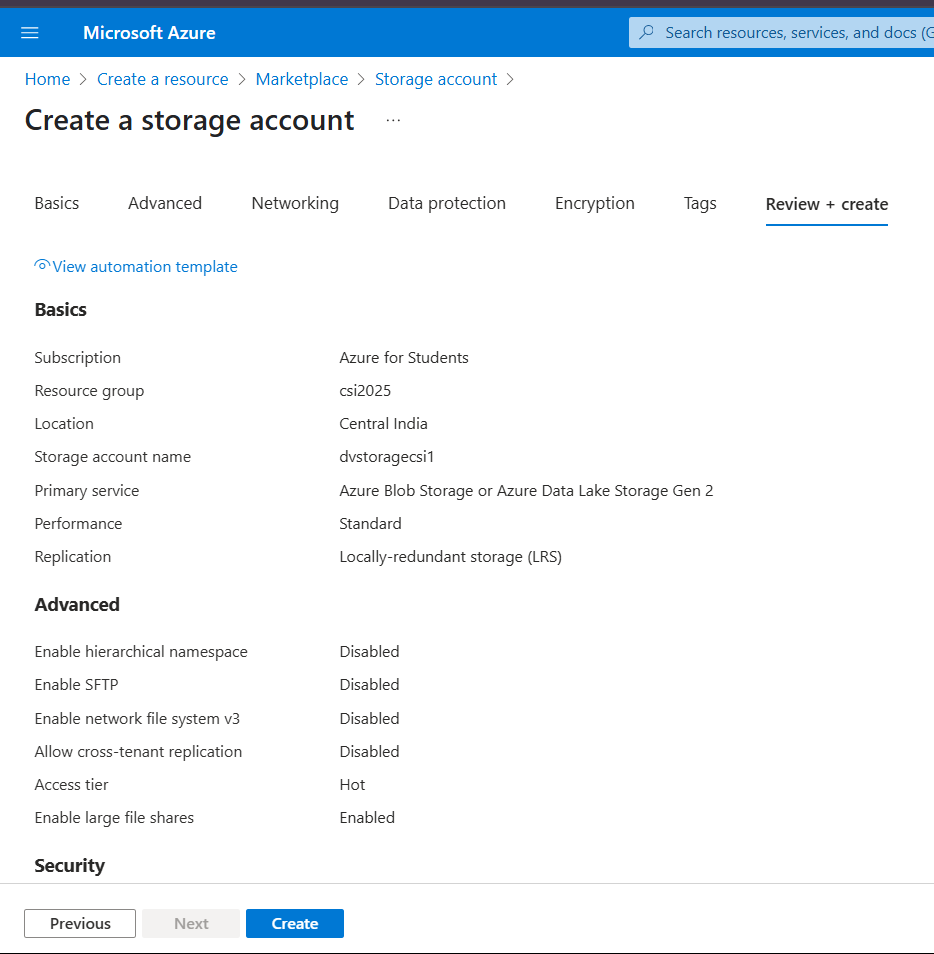 Microsoft Azure
Search resources, services, and docs (G
Home > Create a resource > Marketplace > Storage account >
Create a storage account ...
Basics Advanced Networking Data protection Encryption Tags Review + create
View automation template
Basics
Subscription Azure for Students
Resource group csi2025
Location Central India
Storage account name dvstoragecsi1
Primary service Azure Blob Storage or Azure Data Lake Storage Gen 2
Performance Standard
Replication Locally-redundant storage (LRS)
Advanced
Enable hierarchical namespace Disabled
Enable SFTP Disabled
Enable network file system v3 Disabled
Allow cross-tenant replication Disabled
Access tier Hot
Enable large file shares Enabled
Security
Previous Next Create